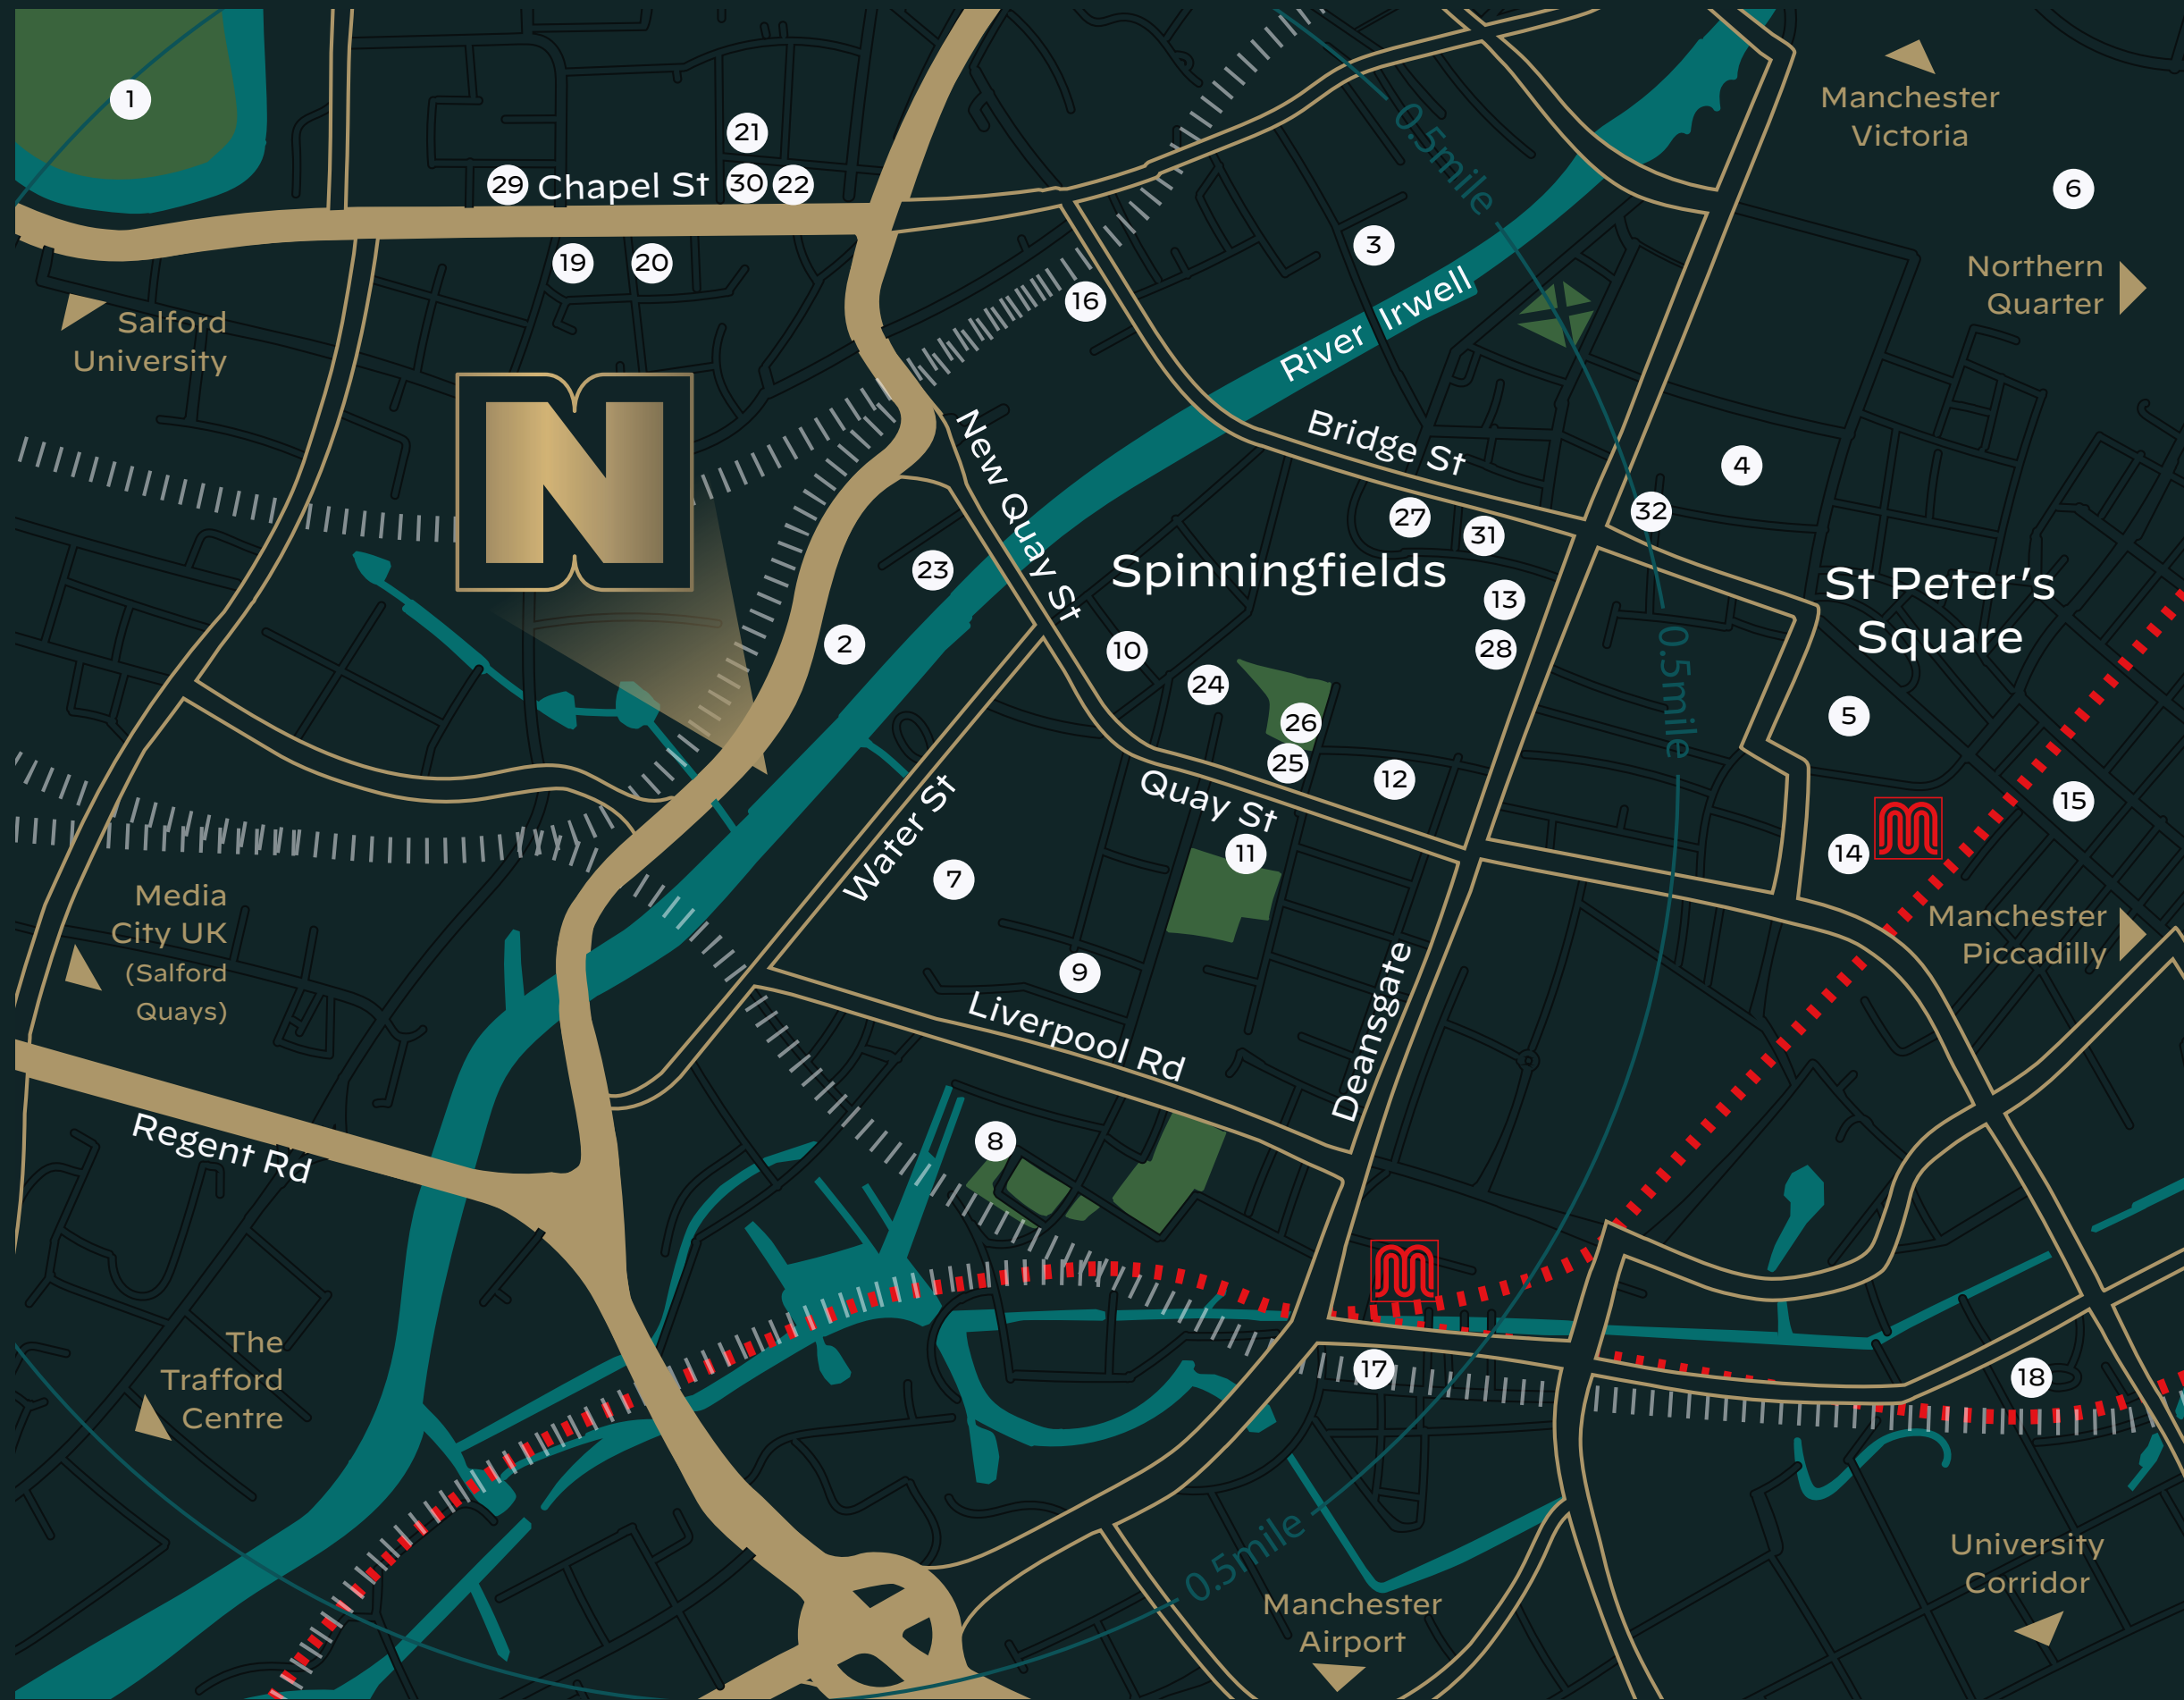 1
Manchester
Victoria
21
6
29
Chapel St
30
22
0.5mile
3
19
20
Northern
Quarter
16
Salford
University
River Irwell
N
New Quay St
Bridge St
4
27
32
31
23
Spinningfields
St Peter’s
Square
13
2
10
28
0.5mile
24
26
5
25
12
Quay St
15
Water St
11
14
7
Media
City UK
(Salford
Quays)
Manchester
Piccadilly
9
Liverpool Rd
Deansgate
Regent Rd
8
The
Trafford
Centre
17
18
0.5mile
University
Corridor
Manchester
Airport